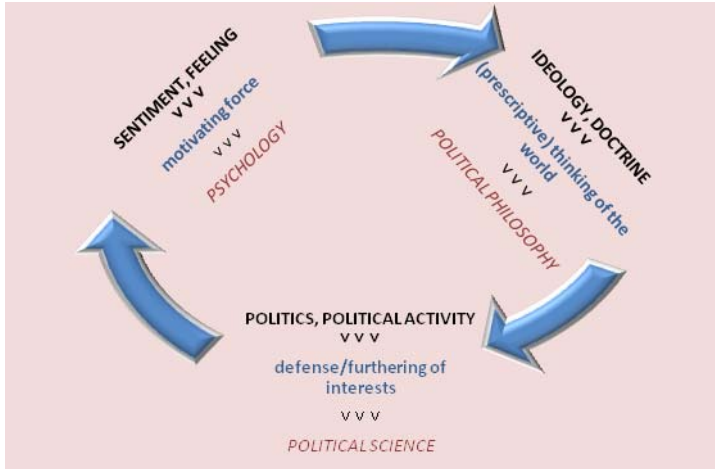 SENTIMENT, FEELING
v v v
motivating force
v v v
PSYCHOLOGY
IDEOLOGY, DOCTRINE
v v v
(prescriptive) thinking of the
world
v v v
POLITICAL PHILOSOPHY
POLITICS, POLITICAL ACTIVITY
v v v
defense/furthering of
interests
v v v
POLITICAL SCIENCE